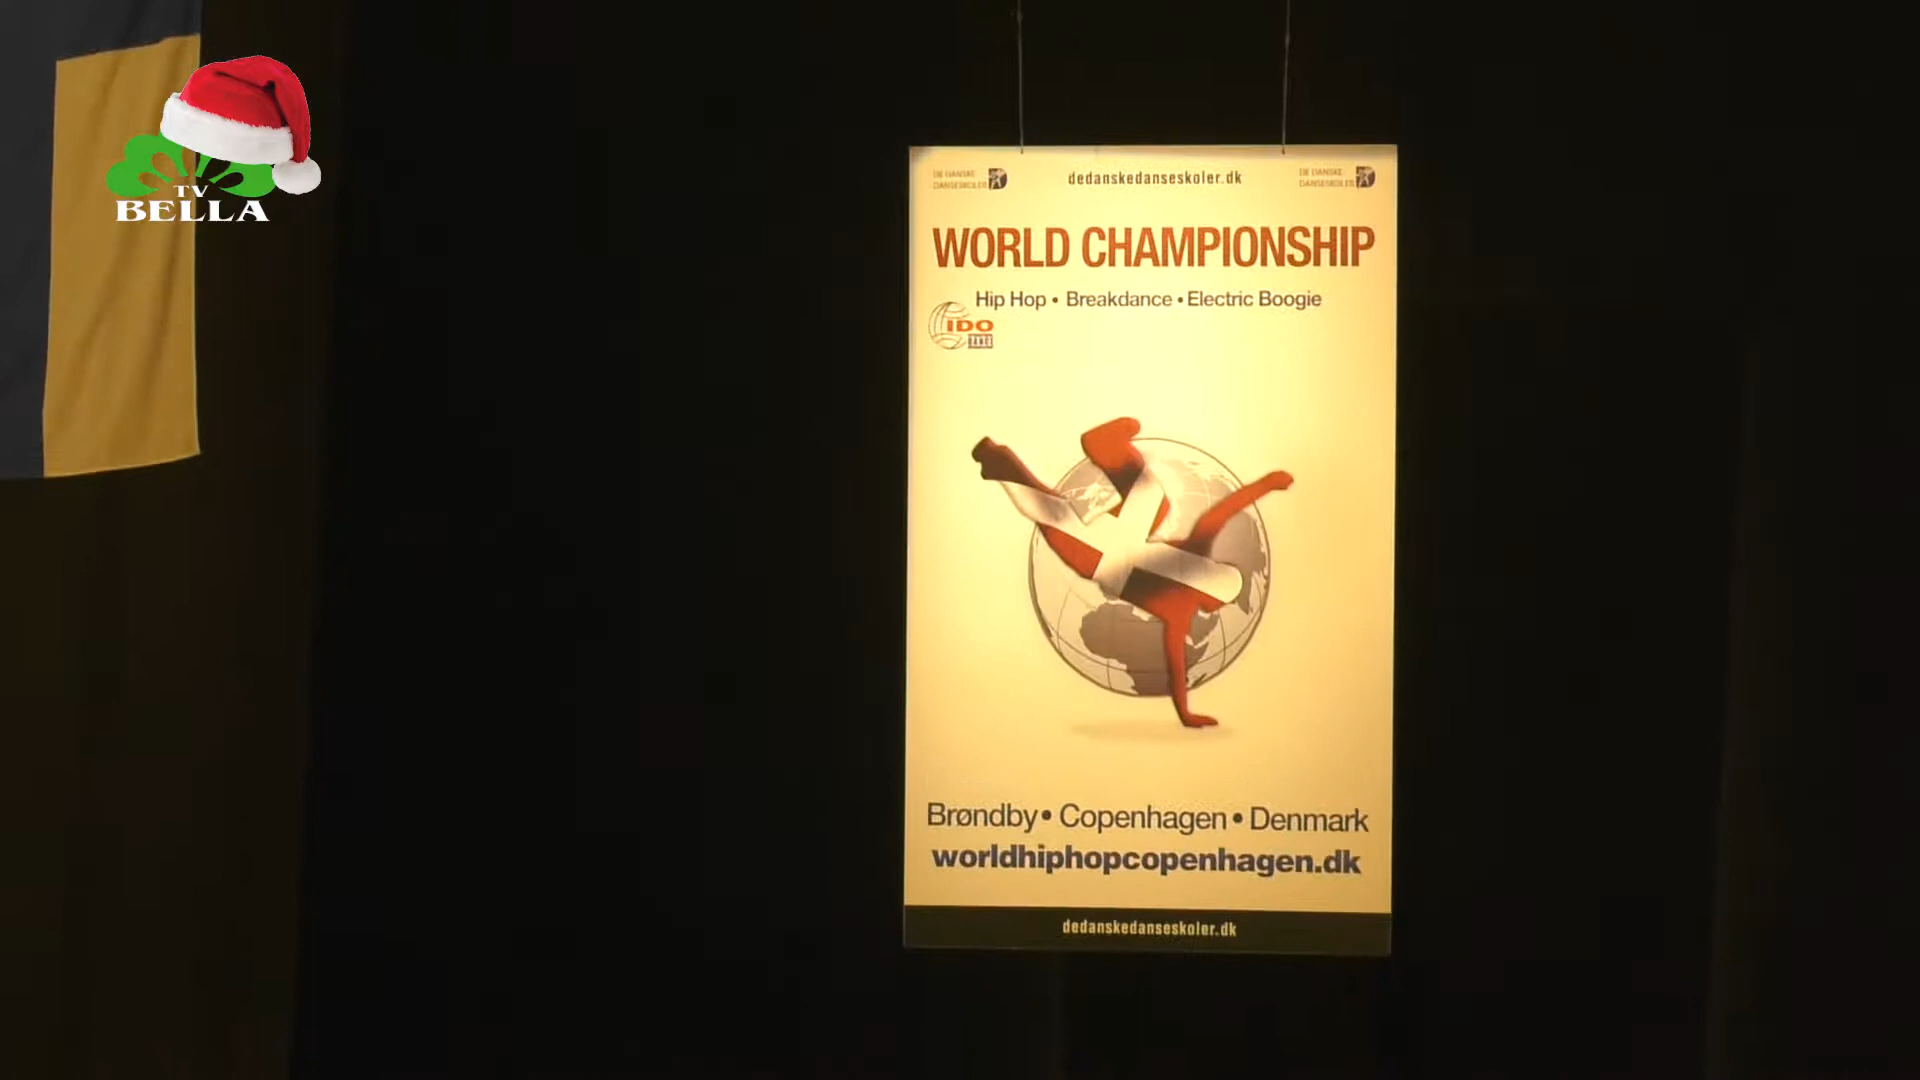 TV
BELLA
DE DANSKE
DANSESKOLER
dedanskedanseskoler.dk
DE DANSKE
DANSESKOLER
WORLD CHAMPIONSHIP
Hip Hop • Breakdance • Electric Boogie
IDO
DANCE
Brøndby • Copenhagen • Denmark
worldhiphopcopenhagen.dk
dedanskedanseskoler.dk